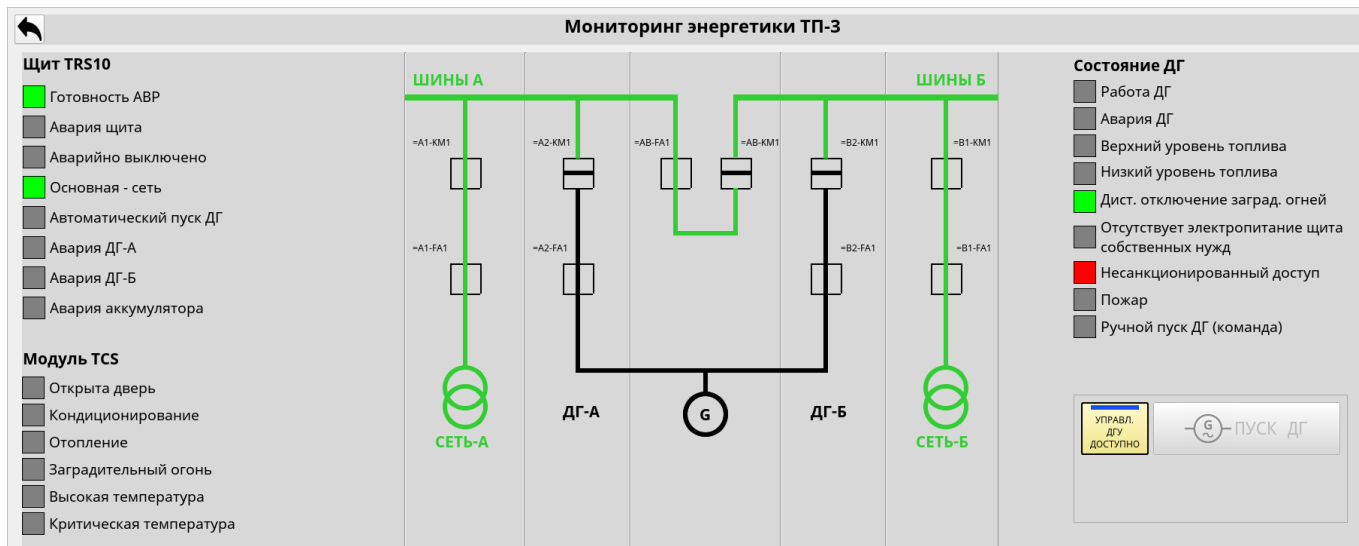 Мониторинг энергетики ТП-3
Щит TRS10
Готовность АВР
Авария щита
Аварийно выключено
Основная - сеть
Автоматический пуск ДГ
Авария ДГ-А
Авария ДГ-Б
Авария аккумулятора
Модуль TCS
Открыта дверь
Кондиционирование
Отопление
Заградительный огонь
Высокая температура
Критическая температура
ШИНЫ А
ШИНЫ Б
=A1-KM1
=A2-KM1
=AB-FA1
=AB-KM1
=B2-KM1
=B1-KM1
=A1-FA1
=A2-FA1
=B2-FA1
=B1-FA1
ДГ-А
G
ДГ-Б
СЕТЬ-А
СЕТЬ-Б
Состояние ДГ
Работа ДГ
Авария ДГ
Верхний уровень топлива
Низкий уровень топлива
Дист. отключение заград. огней
Отсутствует электропитание щита
собственных нужд
Несанкционированный доступ
Пожар
Ручной пуск ДГ (команда)
УПРАВЛ.
ДГУ
ДОСТУПНО
G
ПУСК ДГ